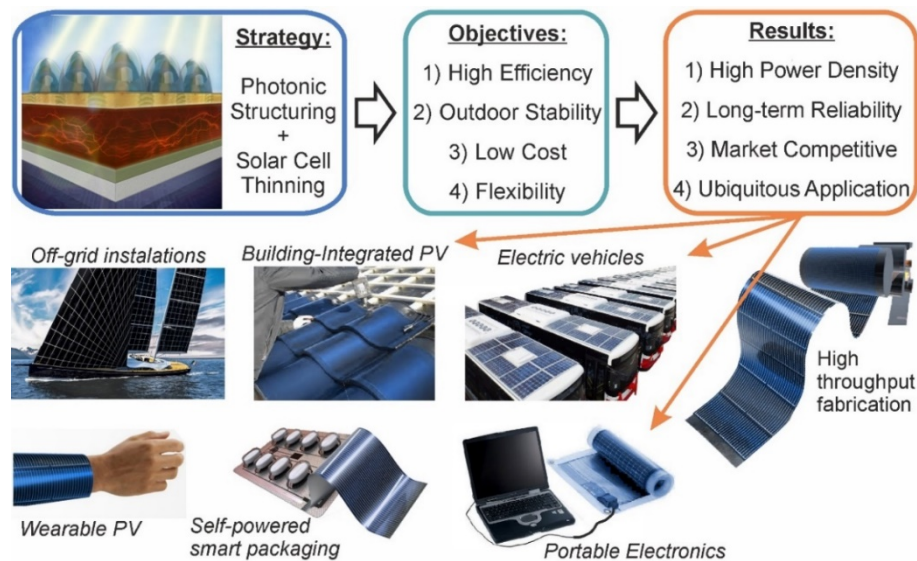 Strategy:
Photonic
Structuring
+
Solar Cell
Thinning
Objectives:
1) High Efficiency
2) Outdoor Stability
3) Low Cost
4) Flexibility
Results:
1) High Power Density
2) Long-term Reliability
3) Market Competitive
4) Ubiquitous Application
Off-grid instalations
Building-Integrated PV
Electric vehicles
High
throughput
fabrication
Wearable PV
Self-powered
smart packaging
Portable Electronics